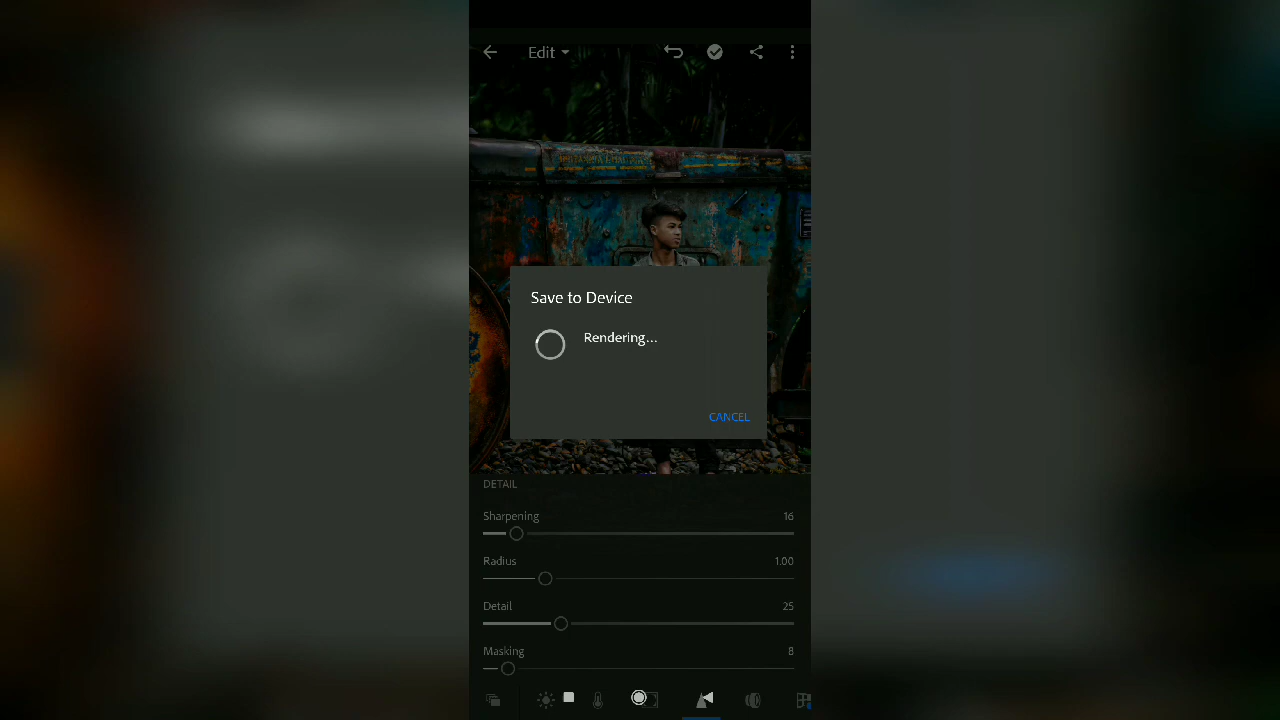 Edit
Save to Device
Rendering...
CANCEL
DETAIL
Sharpening 16
Radius 1.00
Detail 25
Masking 8